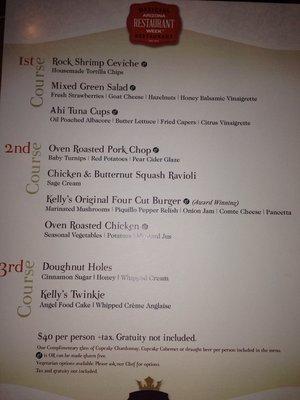 OFFICIAL
ARIZONA
RESTAURANT
WEEK
RESTAURANT
1st Course
Rock Shrimp Ceviche
Housemade Tortilla Chips
Mixed Green Salad
Fresh Strawberries | Goat Cheese | Hazelnuts | Honey Balsamic Vinaigrette
Ahi Tuna Cups
Oil Poached Albacore | Butter Lettuce | Fried Capers | Citrus Vinaigrette
2nd Course
Oven Roasted Pork Chop
Baby Turnips | Red Potatoes | Pear Cider Glaze
Chicken & Butternut Squash Ravioli
Sage Cream
Kelly's Original Four Cut Burger (Award Winning)
Marinated Mushrooms | Piquillo Pepper Relish | Onion Jam | Comte Cheese | Pancetta
Oven Roasted Chicken
Seasonal Vegetables | Potatoes | Mustard Jus
3rd Course
Doughnut Holes
Cinnamon Sugar | Honey | Whipped Cream
Kelly's Twinkie
Angel Food Cake | Whipped Crème Anglaise
$40 per person +tax. Gratuity not included.
One Complimentary glass of Cupcake Chardonnay, Cupcake Cabernet or draught beer per person included in the menu.
is OR can be made gluten free.
Vegetarian options available. Please ask our Chef for options.
Tax and gratuity not included.